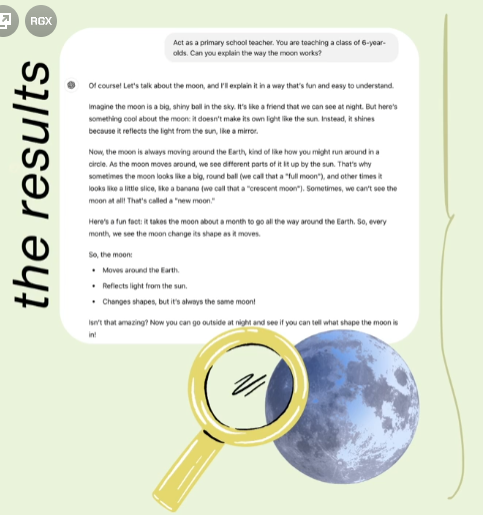 RGX
the results
Act as a primary school teacher. You are teaching a class of 6-year-
olds. Can you explain the way the moon works?
Of course! Let's talk about the moon, and I'll explain it in a way that's fun and easy to understand.
Imagine the moon is a big, shiny ball in the sky. It's like a friend that we can see at night. But here's
something cool about the moon: it doesn't make its own light like the sun. Instead, it shines
because it reflects the light from the sun, like a mirror.
Now, the moon is always moving around the Earth, kind of like how you might run around in a
circle. As the moon moves around, we see different parts of it lit up by the sun. That's why
sometimes the moon looks like a big, round ball (we call that a "full moon"), and other times it
looks like a little slice, like a banana (we call that a "crescent moon"). Sometimes, we can't see the
moon at all! That's called a "new moon."
Here's a fun fact: it takes the moon about a month to go all the way around the Earth. So, every
month, we see the moon change its shape as it moves.
So, the moon:
• Moves around the Earth.
• Reflects light from the sun.
• Changes shapes, but it's always the same moon!
Isn't that amazing? Now you can go outside at night and see if you can tell what shape the moon is
in!